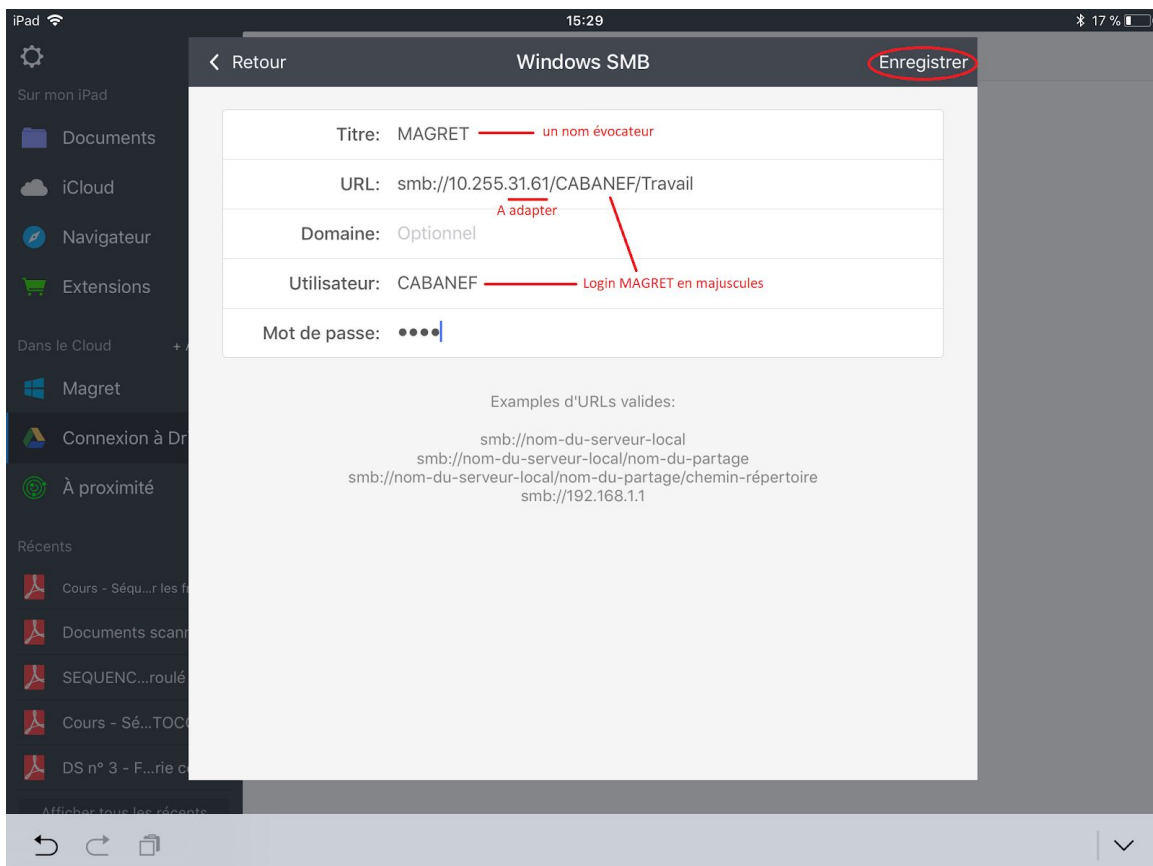 iPad 15:29 17 %
Retour Windows SMB Enregistrer
Sur mon iPad
Documents
iCloud
Navigateur
Extensions
Dans le Cloud +
Magret
Connexion à Dr
À proximité
Récents
Cours - Séqu...r les f
Documents scann
SEQUENC...roulé
Cours - Sé...TOC
DS n° 3 - F...rie c
Afficher tous les récents
Titre: MAGRET un nom évocateur
URL: smb://10.255.31.61/CABANEF/Travail
A adapter
Domaine: Optionnel
Utilisateur: CABANEF Login MAGRET en majuscules
Mot de passe: ••••
Examples d'URLs valides:
smb://nom-du-serveur-local
smb://nom-du-serveur-local/nom-du-partage
smb://nom-du-serveur-local/nom-du-partage/chemin-répertoire
smb://192.168.1.1